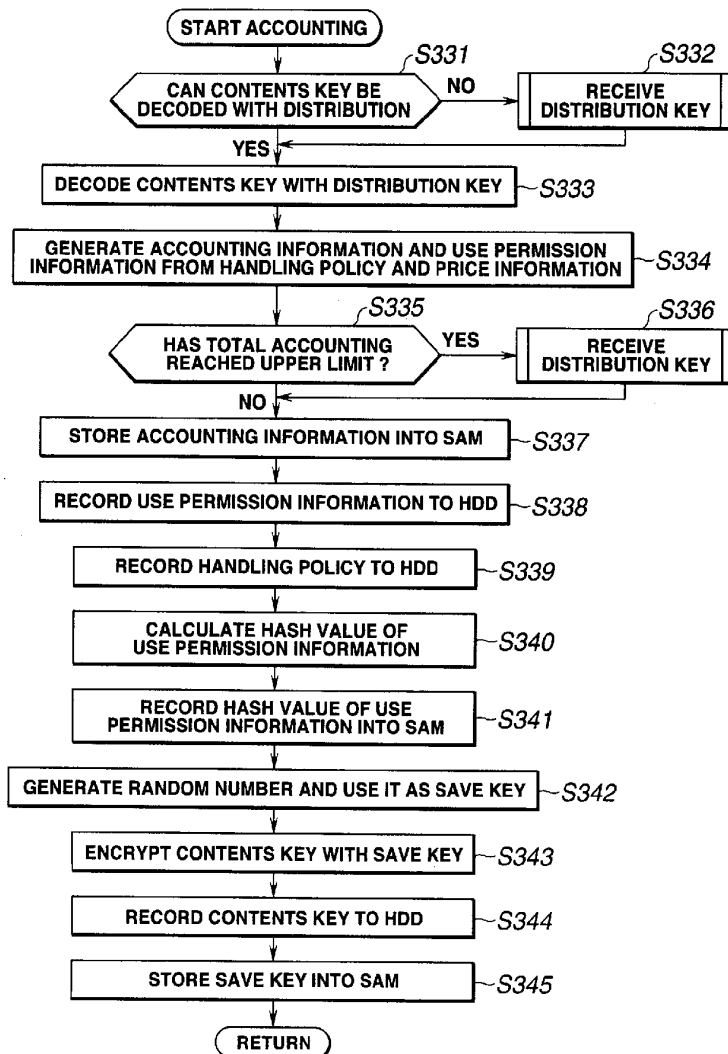 START ACCOUNTING
S331
CAN CONTENTS KEY BE
DECODED WITH DISTRIBUTION
NO
S332
RECEIVE
DISTRIBUTION KEY
YES
DECODE CONTENTS KEY WITH DISTRIBUTION KEY
S333
GENERATE ACCOUNTING INFORMATION AND USE PERMISSION
INFORMATION FROM HANDLING POLICY AND PRICE INFORMATION
S334
S335
HAS TOTAL ACCOUNTING
REACHED UPPER LIMIT ?
YES
S336
RECEIVE
DISTRIBUTION KEY
NO
STORE ACCOUNTING INFORMATION INTO SAM
S337
RECORD USE PERMISSION INFORMATION TO HDD
S338
RECORD HANDLING POLICY TO HDD
S339
CALCULATE HASH VALUE OF
USE PERMISSION INFORMATION
S340
RECORD HASH VALUE OF USE
PERMISSION INFORMATION INTO SAM
S341
GENERATE RANDOM NUMBER AND USE IT AS SAVE KEY
S342
ENCRYPT CONTENTS KEY WITH SAVE KEY
S343
RECORD CONTENTS KEY TO HDD
S344
STORE SAVE KEY INTO SAM
S345
RETURN